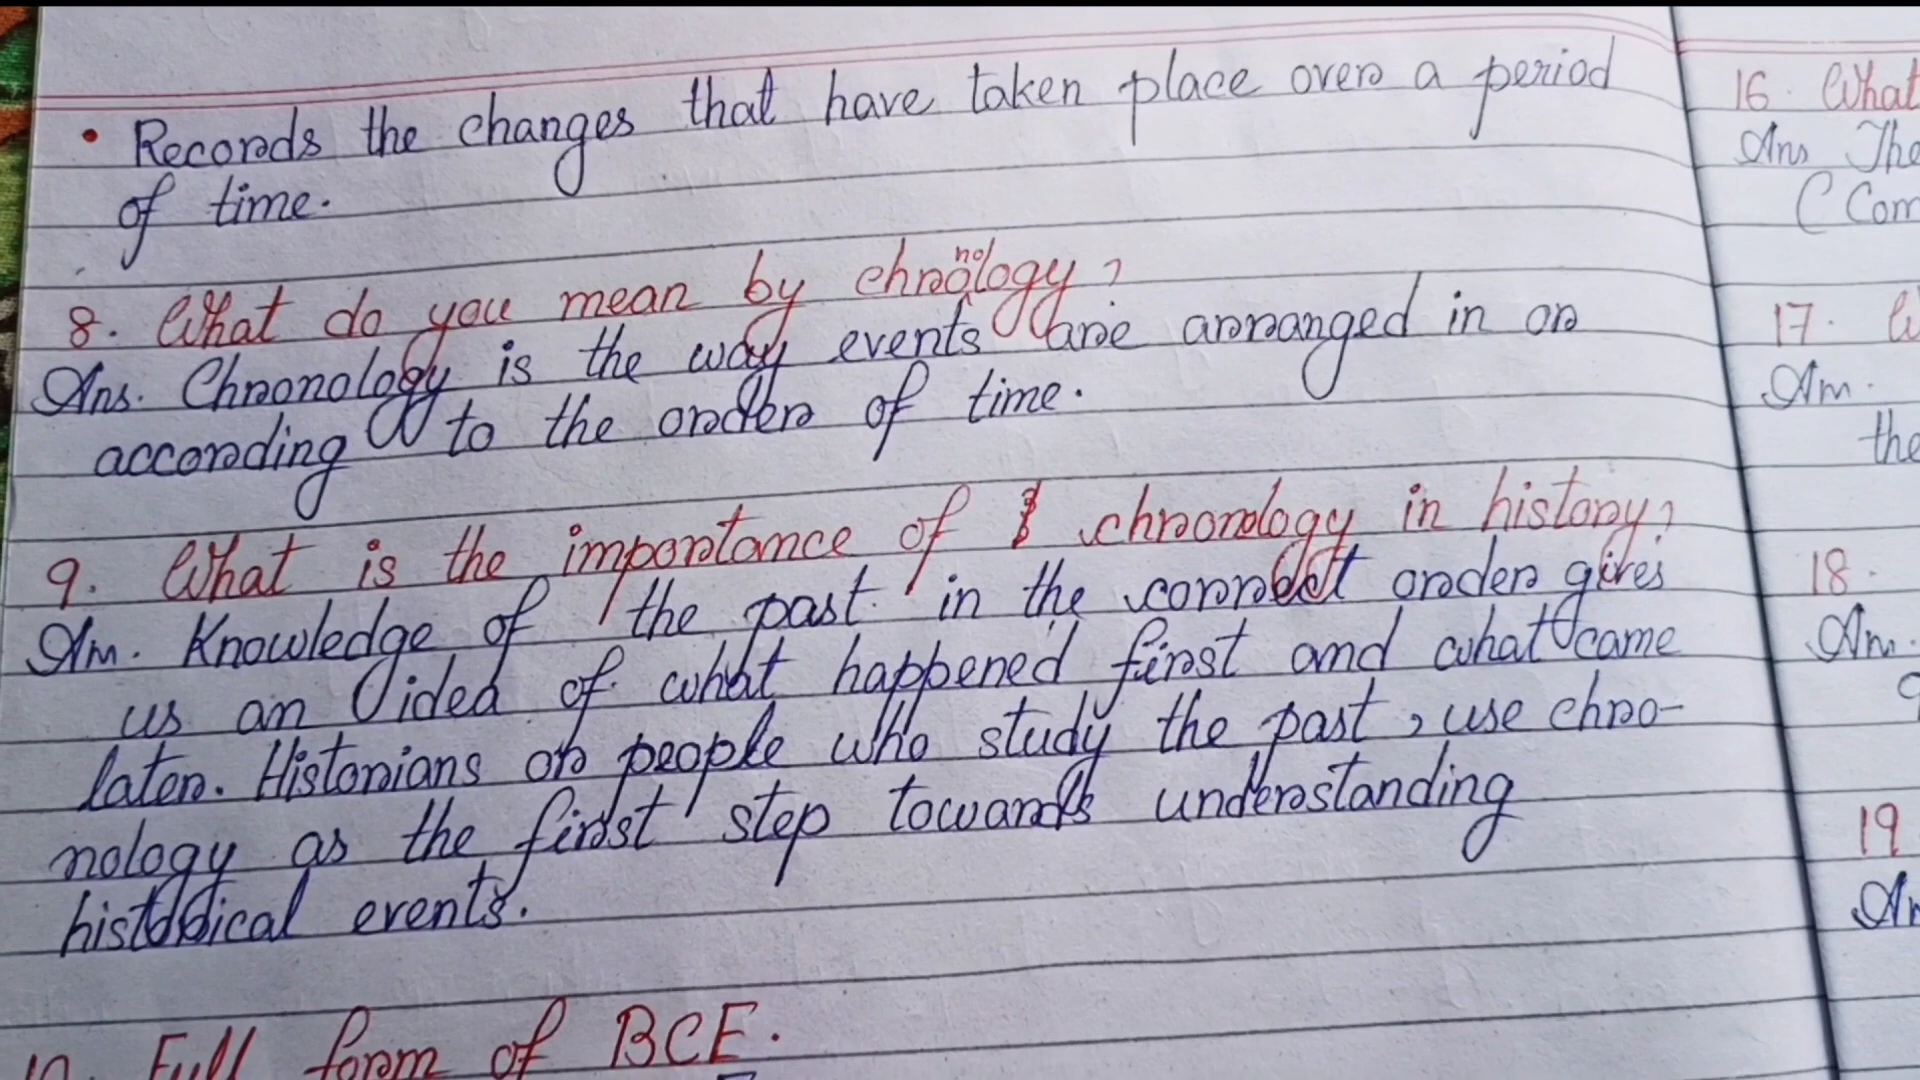 • Records the changes that have taken place over a period
of time.
8. What do you mean by chronology?
Ans. Chronology is the way events are arranged in or
according to the order of time.
9. What is the importance of chronology in history?
Ans. Knowledge of the past in the correct order gives
us an idea of what happened first and what came
later. Historians or people who study the past, use chro-
nology as the first step towards understanding
historical events.
10. Full form of BCE.
16. What
Ans The
( Com
17.
Ans.
the
18.
Ans.
19